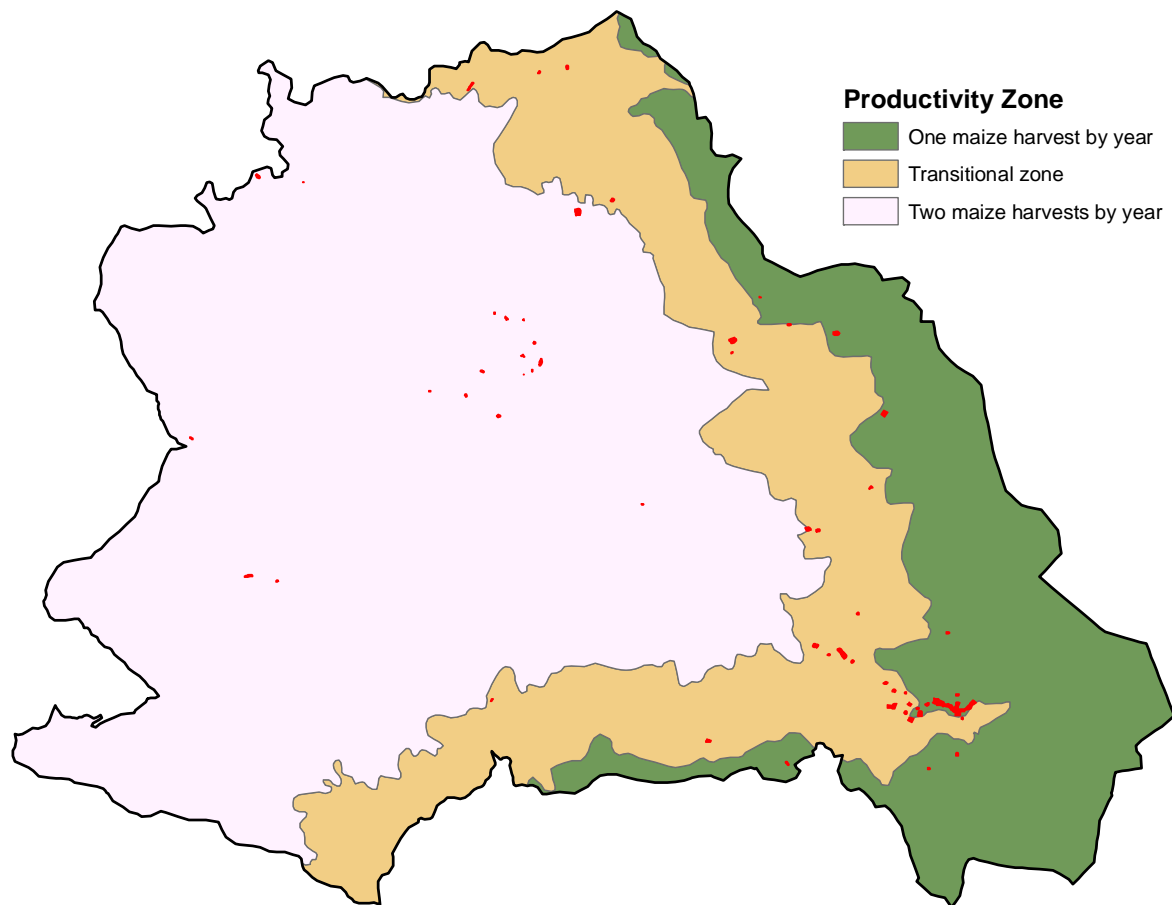 Productivity Zone
One maize harvest by year
Transitional zone
Two maize harvests by year